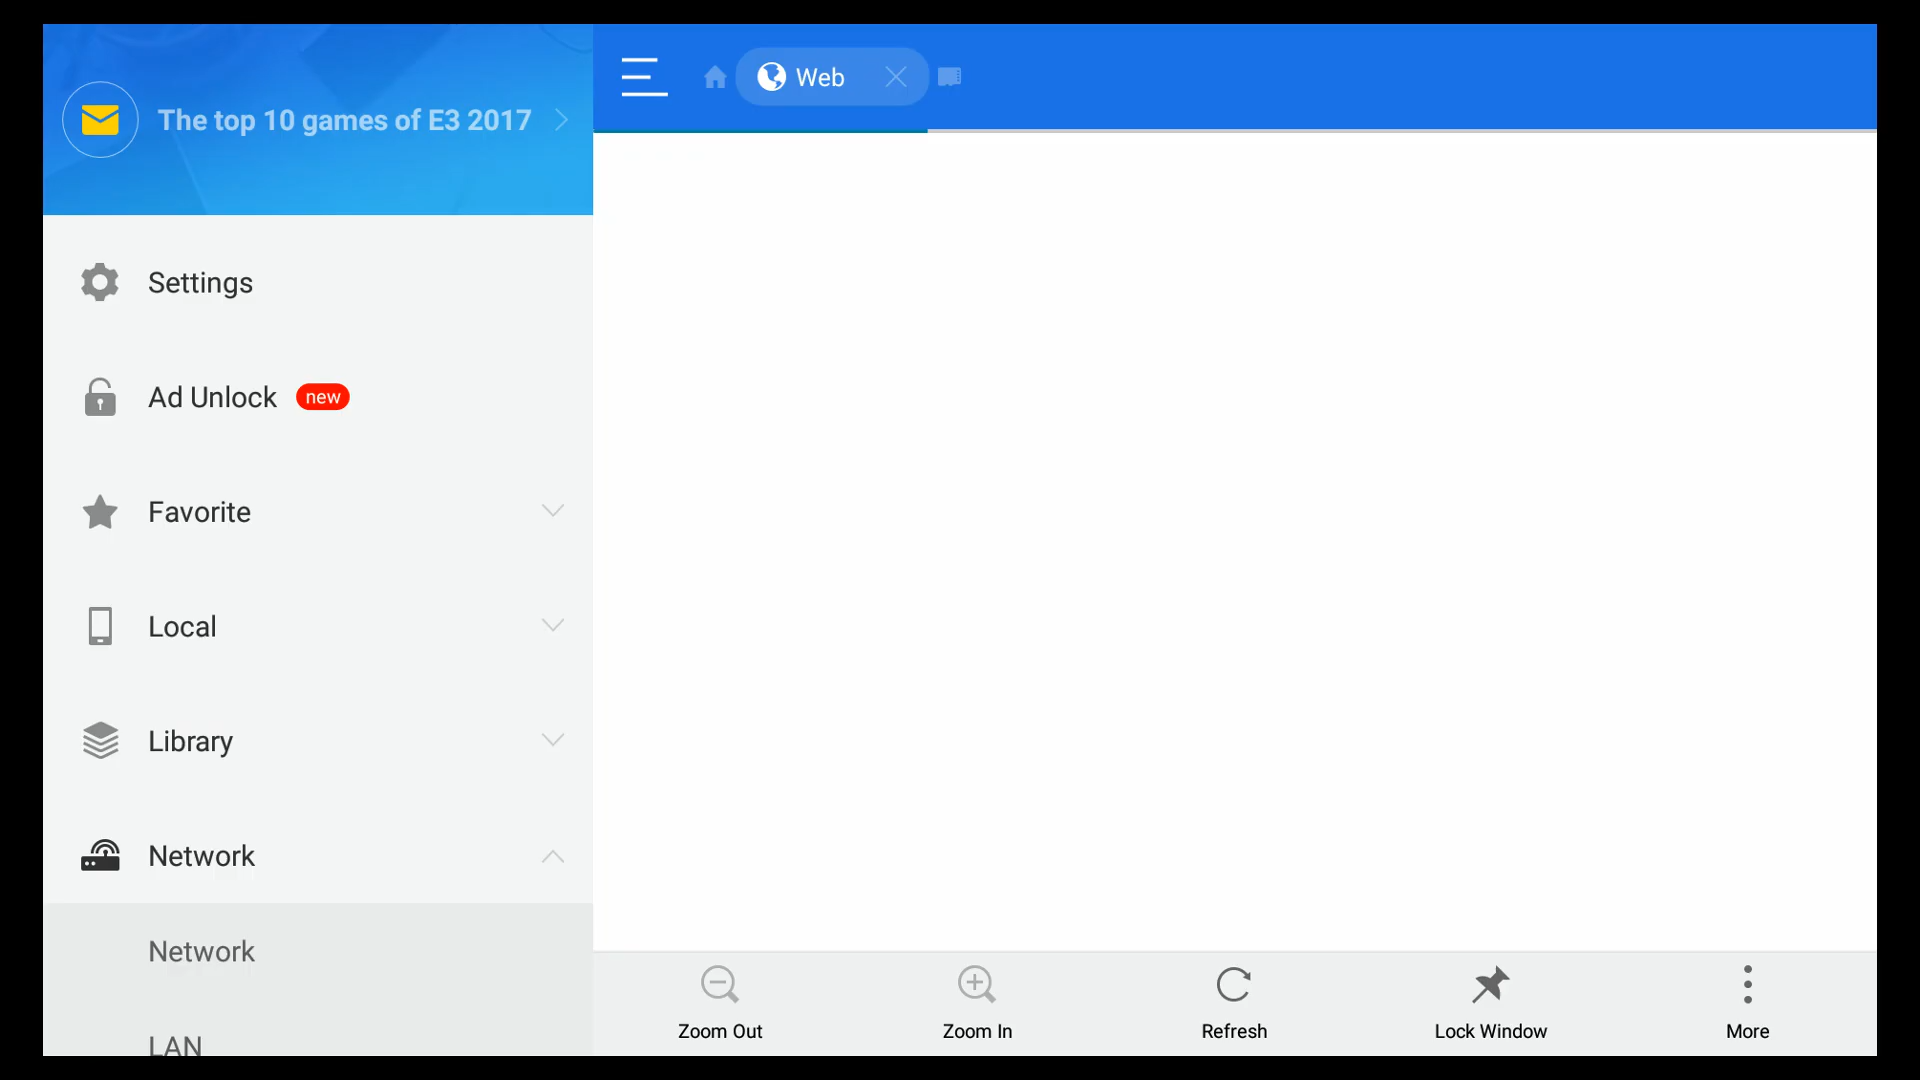 The top 10 games of E3 2017
Settings
Ad Unlock new
Favorite
Local
Library
Network
Network
LAN
Web
Zoom Out
Zoom In
Refresh
Lock Window
More